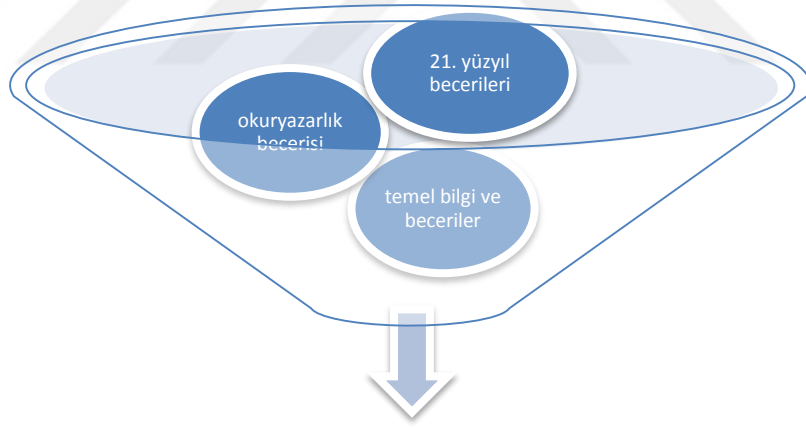 21. yüzyıl
becerileri
okuryazarlık
becerisi
temel bilgi ve
beceriler